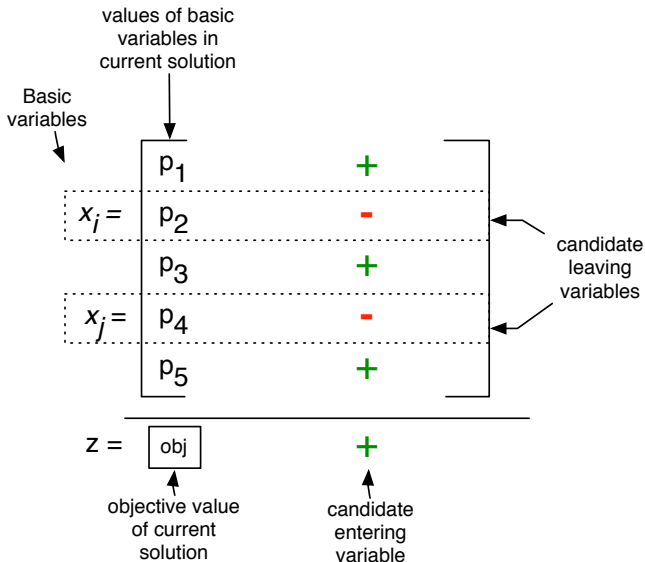 values of basic
variables in
current solution
Basic
variables
p1 +
xi = p2 -
p3 +
xj = p4 -
p5 +
candidate
leaving
variables
z = obj +
objective value
of current
solution
candidate
entering
variable